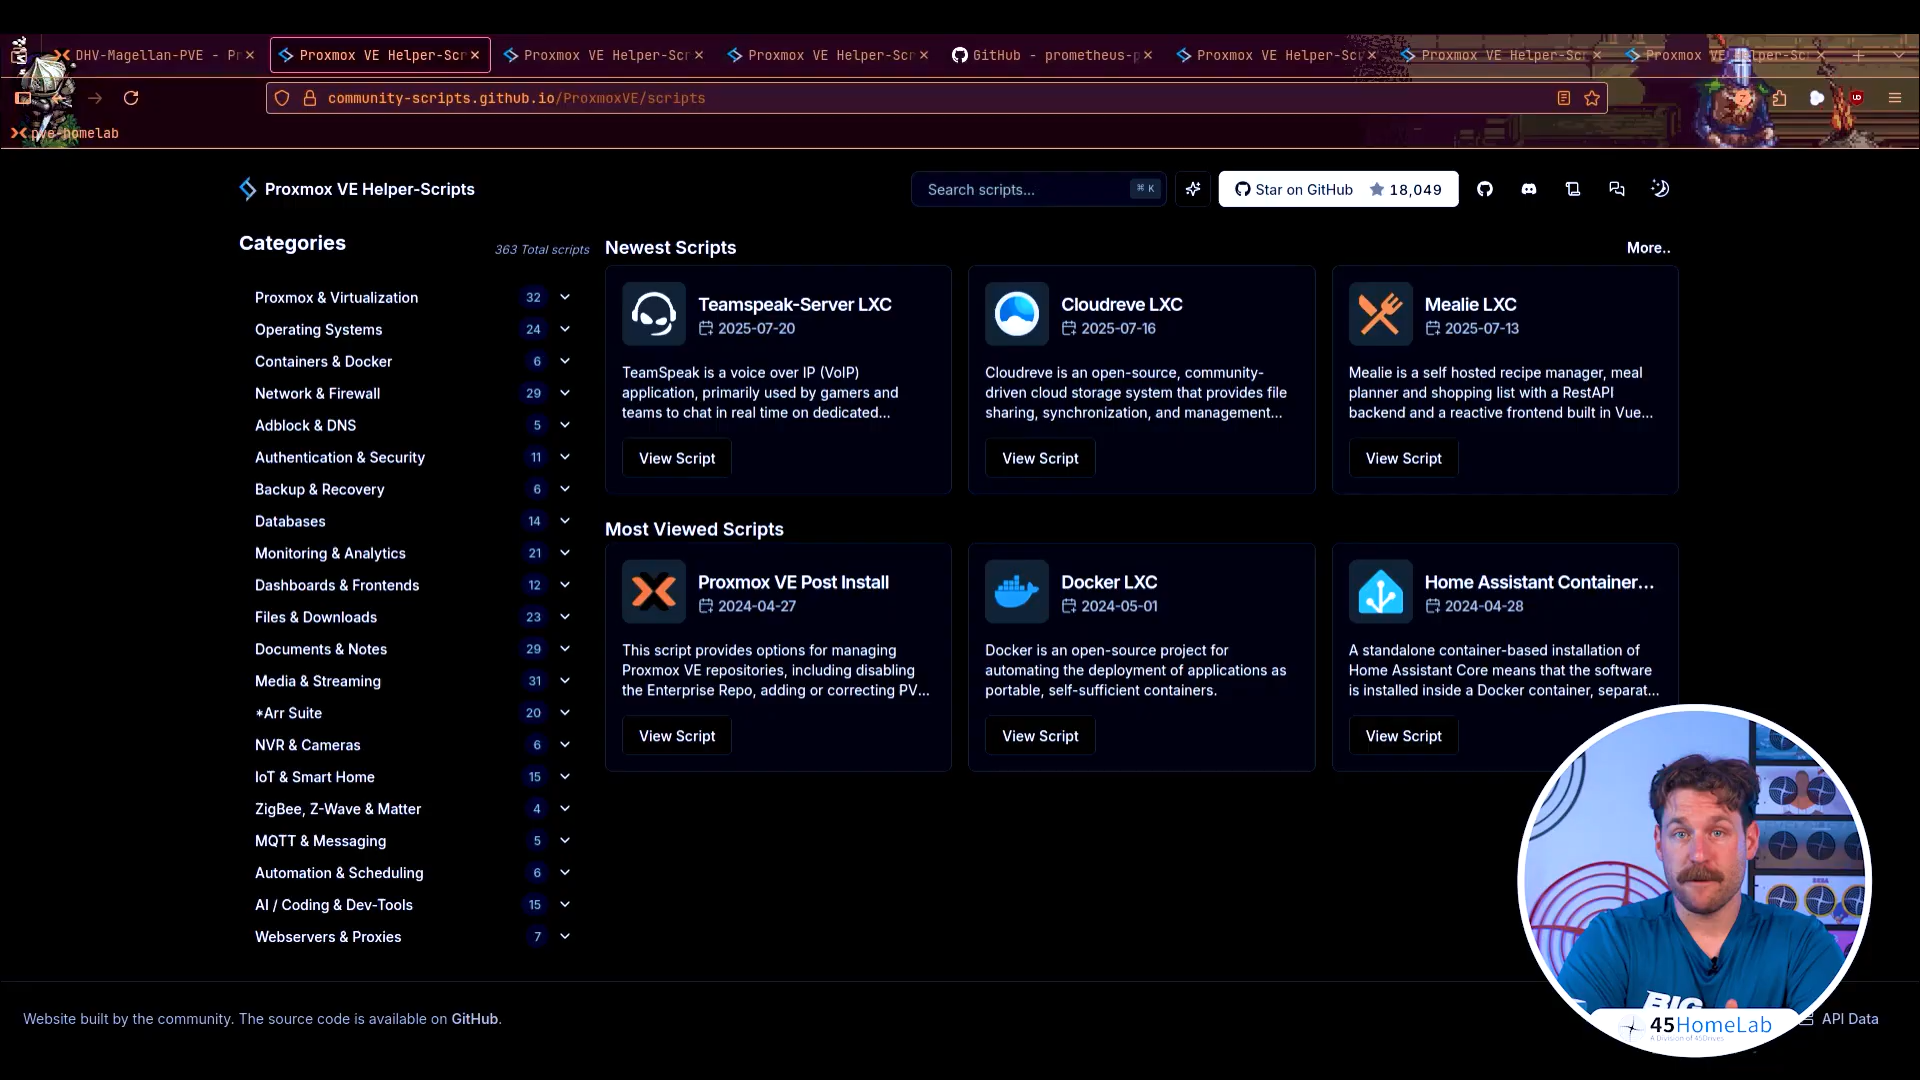 DHV-Magellan-PVE - Pr
Proxmox VE Helper-Scr
Proxmox VE Helper-Scr
Proxmox VE Helper-Scr
GitHub - prometheus-p
Proxmox VE Helper-Scr
Proxmox VE Helper-Scr
Proxmox VE Helper-Scr
community-scripts.github.io/ProxmoxVE/scripts
pve-homelab
Proxmox VE Helper-Scripts
Search scripts...
⌘ K
Star on GitHub 18,049
Categories
363 Total scripts
Proxmox & Virtualization 32
Operating Systems 24
Containers & Docker 6
Network & Firewall 29
Adblock & DNS 5
Authentication & Security 11
Backup & Recovery 6
Databases 14
Monitoring & Analytics 21
Dashboards & Frontends 12
Files & Downloads 23
Documents & Notes 29
Media & Streaming 31
*Arr Suite 20
NVR & Cameras 6
IoT & Smart Home 15
ZigBee, Z-Wave & Matter 4
MQTT & Messaging 5
Automation & Scheduling 6
AI / Coding & Dev-Tools 15
Webservers & Proxies 7
Newest Scripts
More..
Teamspeak-Server LXC
2025-07-20
TeamSpeak is a voice over IP (VoIP)
application, primarily used by gamers and
teams to chat in real time on dedicated...
View Script
Cloudreve LXC
2025-07-16
Cloudreve is an open-source, community-
driven cloud storage system that provides file
sharing, synchronization, and management...
View Script
Mealie LXC
2025-07-13
Mealie is a self hosted recipe manager, meal
planner and shopping list with a RestAPI
backend and a reactive frontend built in Vue...
View Script
Most Viewed Scripts
Proxmox VE Post Install
2024-04-27
This script provides options for managing
Proxmox VE repositories, including disabling
the Enterprise Repo, adding or correcting PV...
View Script
Docker LXC
2024-05-01
Docker is an open-source project for
automating the deployment of applications as
portable, self-sufficient containers.
View Script
Home Assistant Container...
2024-04-28
A standalone container-based installation of
Home Assistant Core means that the software
is installed inside a Docker container, separat...
View Script
BIG
45HomeLab
A Division of 45Drives
Website built by the community. The source code is available on GitHub.
API Data